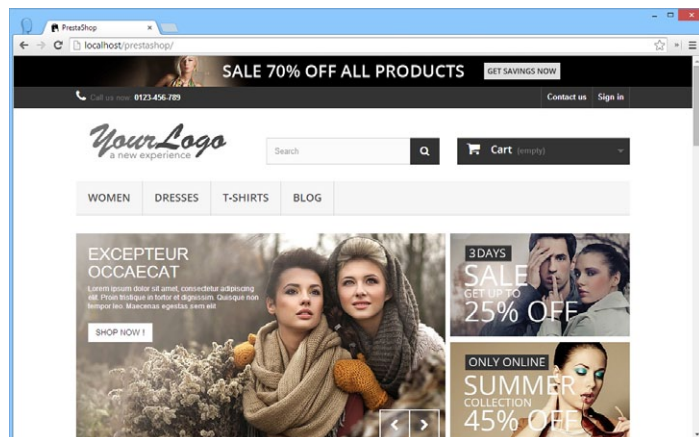 PrestaShop
localhost/prestashop/
SALE 70% OFF ALL PRODUCTS
GET SAVINGS NOW
Call us now: 0123-456-789
Contact us
Sign in
YourLogo
a new experience
Search
Cart (empty)
WOMEN
DRESSES
T-SHIRTS
BLOG
EXCEPTEUR
OCCAECAT
Lorem ipsum dolor sit amet, consectetur adipiscing
elit. Proin tristique in tortor et dignissim. Quisque non
tempor leo. Maecenas egestas sem elit
SHOP NOW !
3 DAYS
SALE
GET UP TO
25% OFF
ONLY ONLINE
SUMMER
COLLECTION
45% OFF